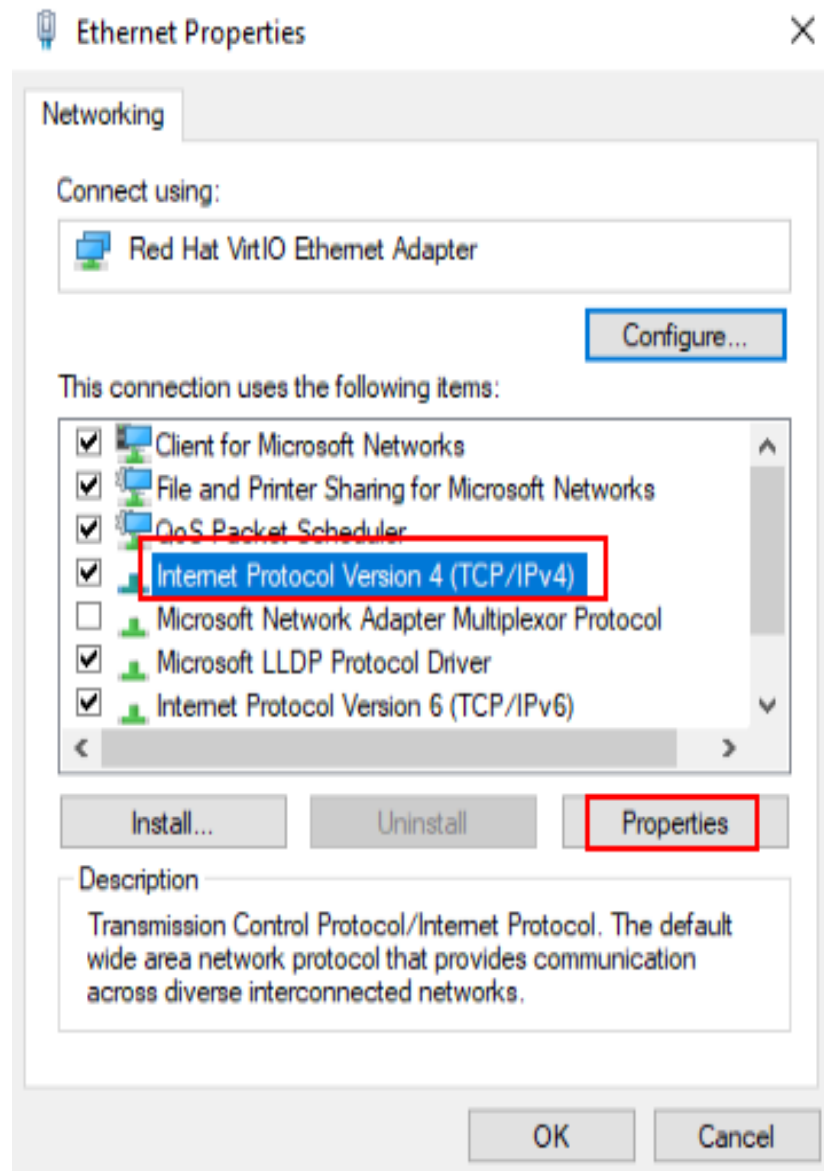 Ethernet Properties
Networking
Connect using:
Red Hat VirtIO Ethernet Adapter
Configure...
This connection uses the following items:
Client for Microsoft Networks
File and Printer Sharing for Microsoft Networks
QoS Packet Scheduler
Internet Protocol Version 4 (TCP/IPv4)
Microsoft Network Adapter Multiplexor Protocol
Microsoft LLDP Protocol Driver
Internet Protocol Version 6 (TCP/IPv6)
Install... Uninstall Properties
Description
Transmission Control Protocol/Internet Protocol. The default
wide area network protocol that provides communication
across diverse interconnected networks.
OK Cancel